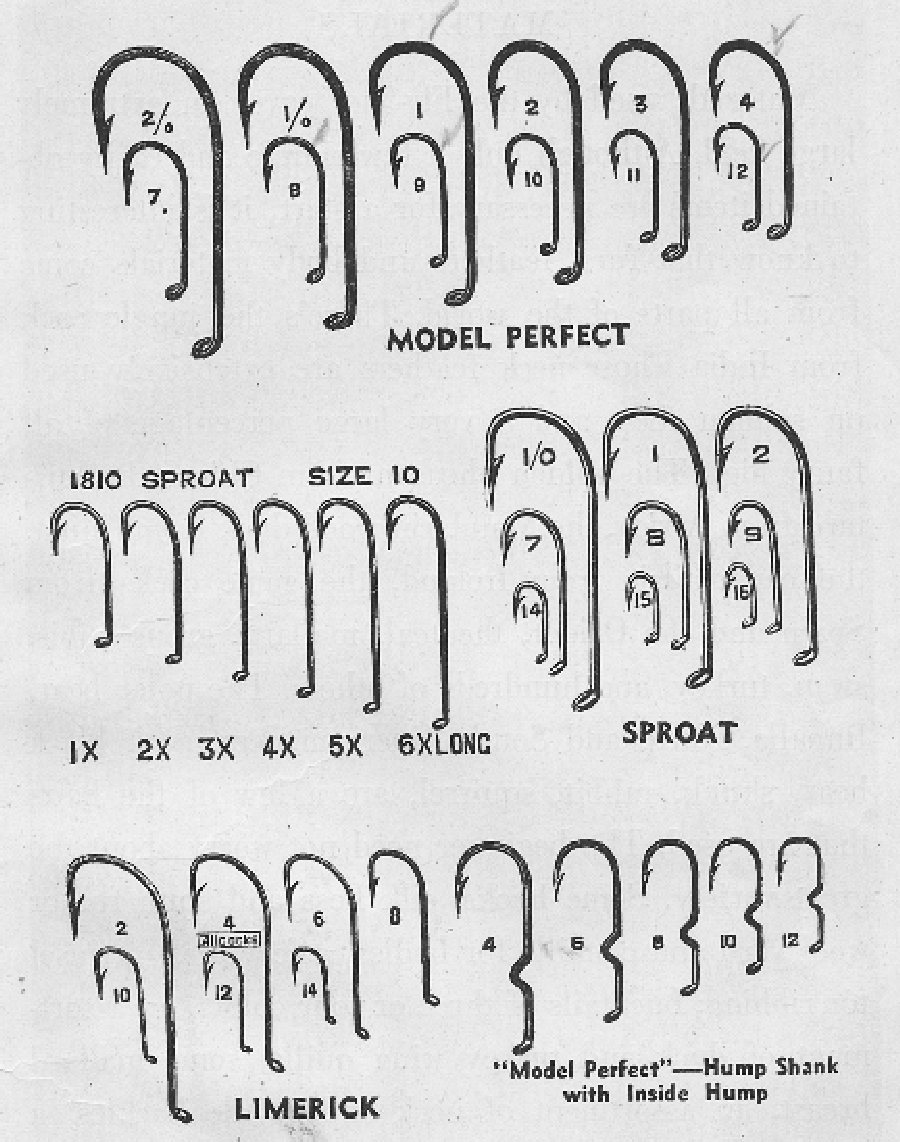 2/0 1/0 1 2 3 4
7. 8 9 10 11 12
MODEL PERFECT
1810 SPROAT SIZE 10
1X 2X 3X 4X 5X 6X LONG
1/0 1 2
7 8 9
14 15 16
SPROAT
2 4 6 8
Allcocks
10 12 14
LIMERICK
4 6 8 10 12
"Model Perfect"—Hump Shank
with Inside Hump